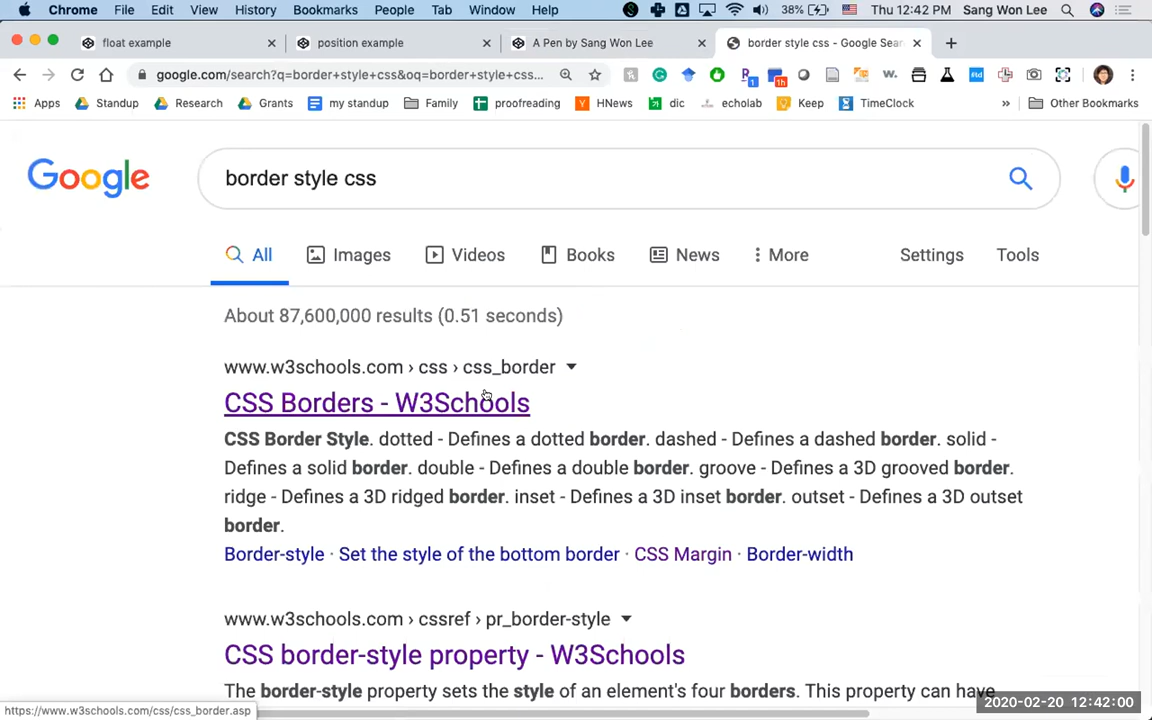 Chrome File Edit View History Bookmarks People Tab Window Help 38% Thu 12:42 PM Sang Won Lee
float example × position example × A Pen by Sang Won Lee × border style css - Google Sear × +
google.com/search?q=border+style+css&oq=border+style+css...
Apps Standup Research Grants my standup Family proofreading HNews dic echolab Keep TimeClock » Other Bookmarks
Google border style css
All Images Videos Books News More Settings Tools
About 87,600,000 results (0.51 seconds)
www.w3schools.com › css › css_border
CSS Borders - W3Schools
CSS Border Style. dotted - Defines a dotted border. dashed - Defines a dashed border. solid -
Defines a solid border. double - Defines a double border. groove - Defines a 3D grooved border.
ridge - Defines a 3D ridged border. inset - Defines a 3D inset border. outset - Defines a 3D outset
border.
Border-style · Set the style of the bottom border · CSS Margin · Border-width
www.w3schools.com › cssref › pr_border-style
CSS border-style property - W3Schools
The border-style property sets the style of an element's four borders. This property can have
https://www.w3schools.com/css/css_border.asp
2020-02-20 12:42:00